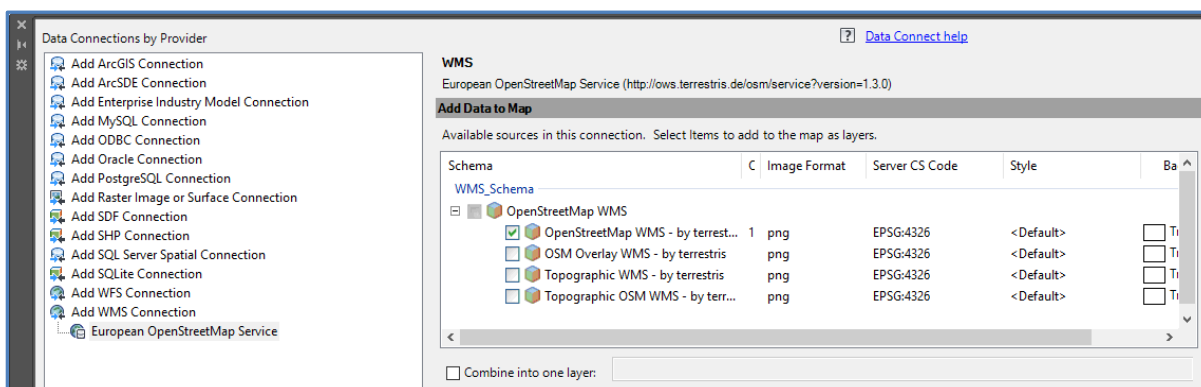 Data Connections by Provider
Add ArcGIS Connection
Add ArcSDE Connection
Add Enterprise Industry Model Connection
Add MySQL Connection
Add ODBC Connection
Add Oracle Connection
Add PostgreSQL Connection
Add Raster Image or Surface Connection
Add SDF Connection
Add SHP Connection
Add SQL Server Spatial Connection
Add SQLite Connection
Add WFS Connection
Add WMS Connection
European OpenStreetMap Service
? Data Connect help
WMS
European OpenStreetMap Service (http://ows.terrestris.de/osm/service?version=1.3.0)
Add Data to Map
Available sources in this connection. Select Items to add to the map as layers.
Schema C Image Format Server CS Code Style Ba
WMS_Schema
OpenStreetMap WMS
OpenStreetMap WMS - by terrest... 1 png EPSG:4326 <Default> Tr
OSM Overlay WMS - by terrestris png EPSG:4326 <Default> Tr
Topographic WMS - by terrestris png EPSG:4326 <Default> Tr
Topographic OSM WMS - by terr... png EPSG:4326 <Default> Tr
Combine into one layer: